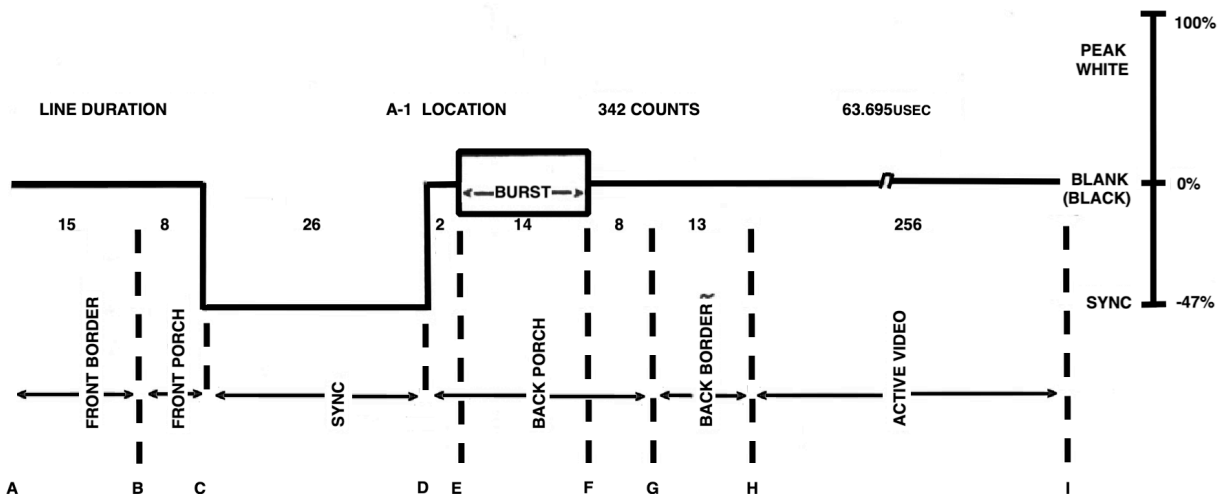 100%
PEAK
WHITE
LINE DURATION A-1 LOCATION 342 COUNTS 63.695USEC
BURST
BLANK
(BLACK)
0%
15 8 26 2 14 8 13 256
SYNC
-47%
FRONT BORDER
FRONT PORCH
SYNC
BACK PORCH
BACK BORDER
ACTIVE VIDEO
A B C D E F G H I